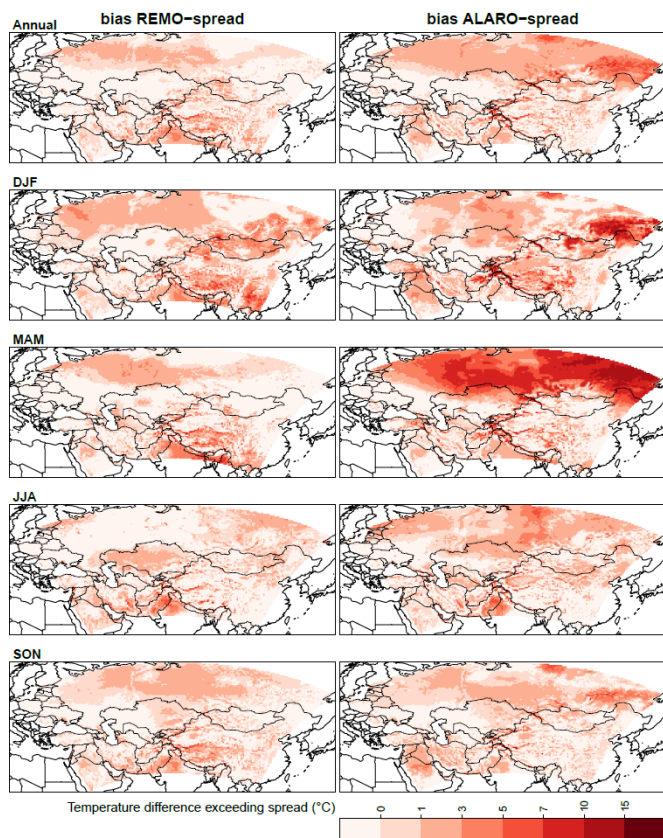 bias REMO−spread
bias ALARO−spread
Annual
DJF
MAM
JJA
SON
Temperature difference exceeding spread (°C)
0 1 3 5 7 10 15